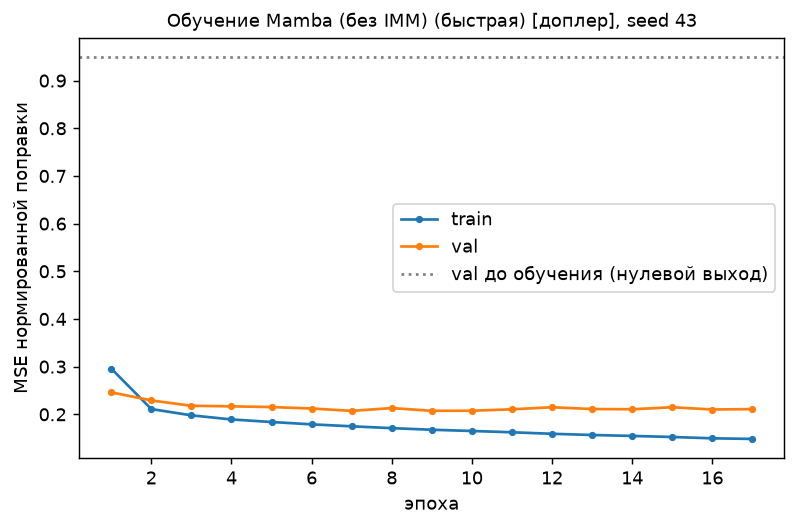 Обучение Mamba (без IMM) (быстрая) [доплер], seed 43
MSE нормированной поправки
0.9
0.8
0.7
0.6
0.5
0.4
0.3
0.2
train
val
val до обучения (нулевой выход)
2 4 6 8 10 12 14 16
эпоха